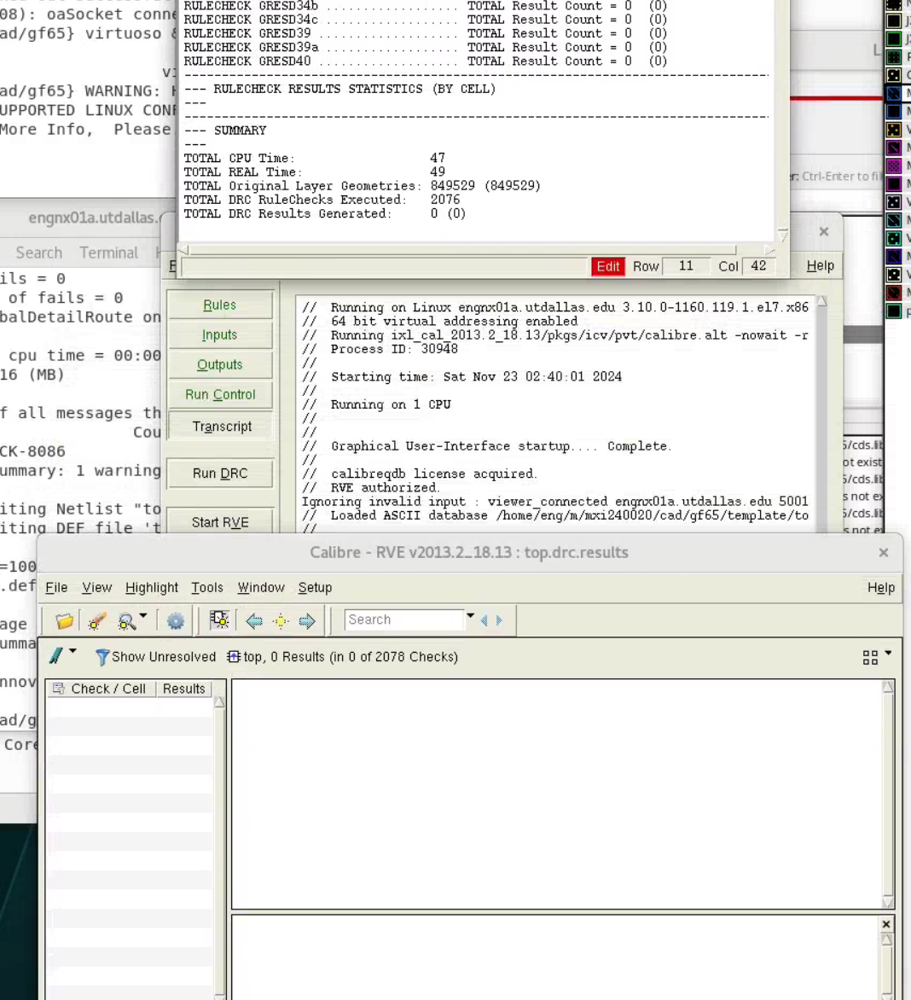 08): oaSocket conne
ad/gf65} virtuoso &
vi
ad/gf65} WARNING: H
UPPORTED LINUX CONF
More Info,  Please
RULECHECK GRESD34b .................. TOTAL Result Count = 0  (0)
RULECHECK GRESD34c .................. TOTAL Result Count = 0  (0)
RULECHECK GRESD39 ................... TOTAL Result Count = 0  (0)
RULECHECK GRESD39a .................. TOTAL Result Count = 0  (0)
RULECHECK GRESD40 ................... TOTAL Result Count = 0  (0)
--- RULECHECK RESULTS STATISTICS (BY CELL)
---
--- SUMMARY
---
TOTAL CPU Time: 47
TOTAL REAL Time: 49
TOTAL Original Layer Geometries: 849529 (849529)
TOTAL DRC RuleChecks Executed: 2076
TOTAL DRC Results Generated: 0 (0)
Edit Row 11 Col 42
r: Ctrl-Enter to fi
engnx01a.utdallas.
Search Terminal
ils = 0
of fails = 0
balDetailRoute on
cpu time = 00:00
16 (MB)
f all messages th
Cou
CK-8086
ummary: 1 warning
iting Netlist "to
iting DEF file 't
=100
.def
age
umma
nnov
ad/g
Core
Help
Rules
Inputs
Outputs
Run Control
Transcript
Run DRC
Start RVE
//  Running on Linux engnx01a.utdallas.edu 3.10.0-1160.119.1.el7.x86
//  64 bit virtual addressing enabled
//  Running ixl_cal_2013.2_18.13/pkgs/icv/pvt/calibre.alt -nowait -r
//  Process ID: 30948
//
//  Starting time: Sat Nov 23 02:40:01 2024
//
//  Running on 1 CPU
//
//
//  Graphical User-Interface startup.... Complete.
//
//  calibreqdb license acquired.
//  RVE authorized.
Ignoring invalid input : viewer_connected engnx01a.utdallas.edu 5001
//  Loaded ASCII database /home/eng/m/mxi240020/cad/gf65/template/to
//
5/cds.lib
ot exist
5/cds.lib
s not ex
5/cds.lib
s not ex
Calibre - RVE v2013.2_18.13 : top.drc.results
File View Highlight Tools Window Setup Help
Search
Show Unresolved top, 0 Results (in 0 of 2078 Checks)
Check / Cell Results